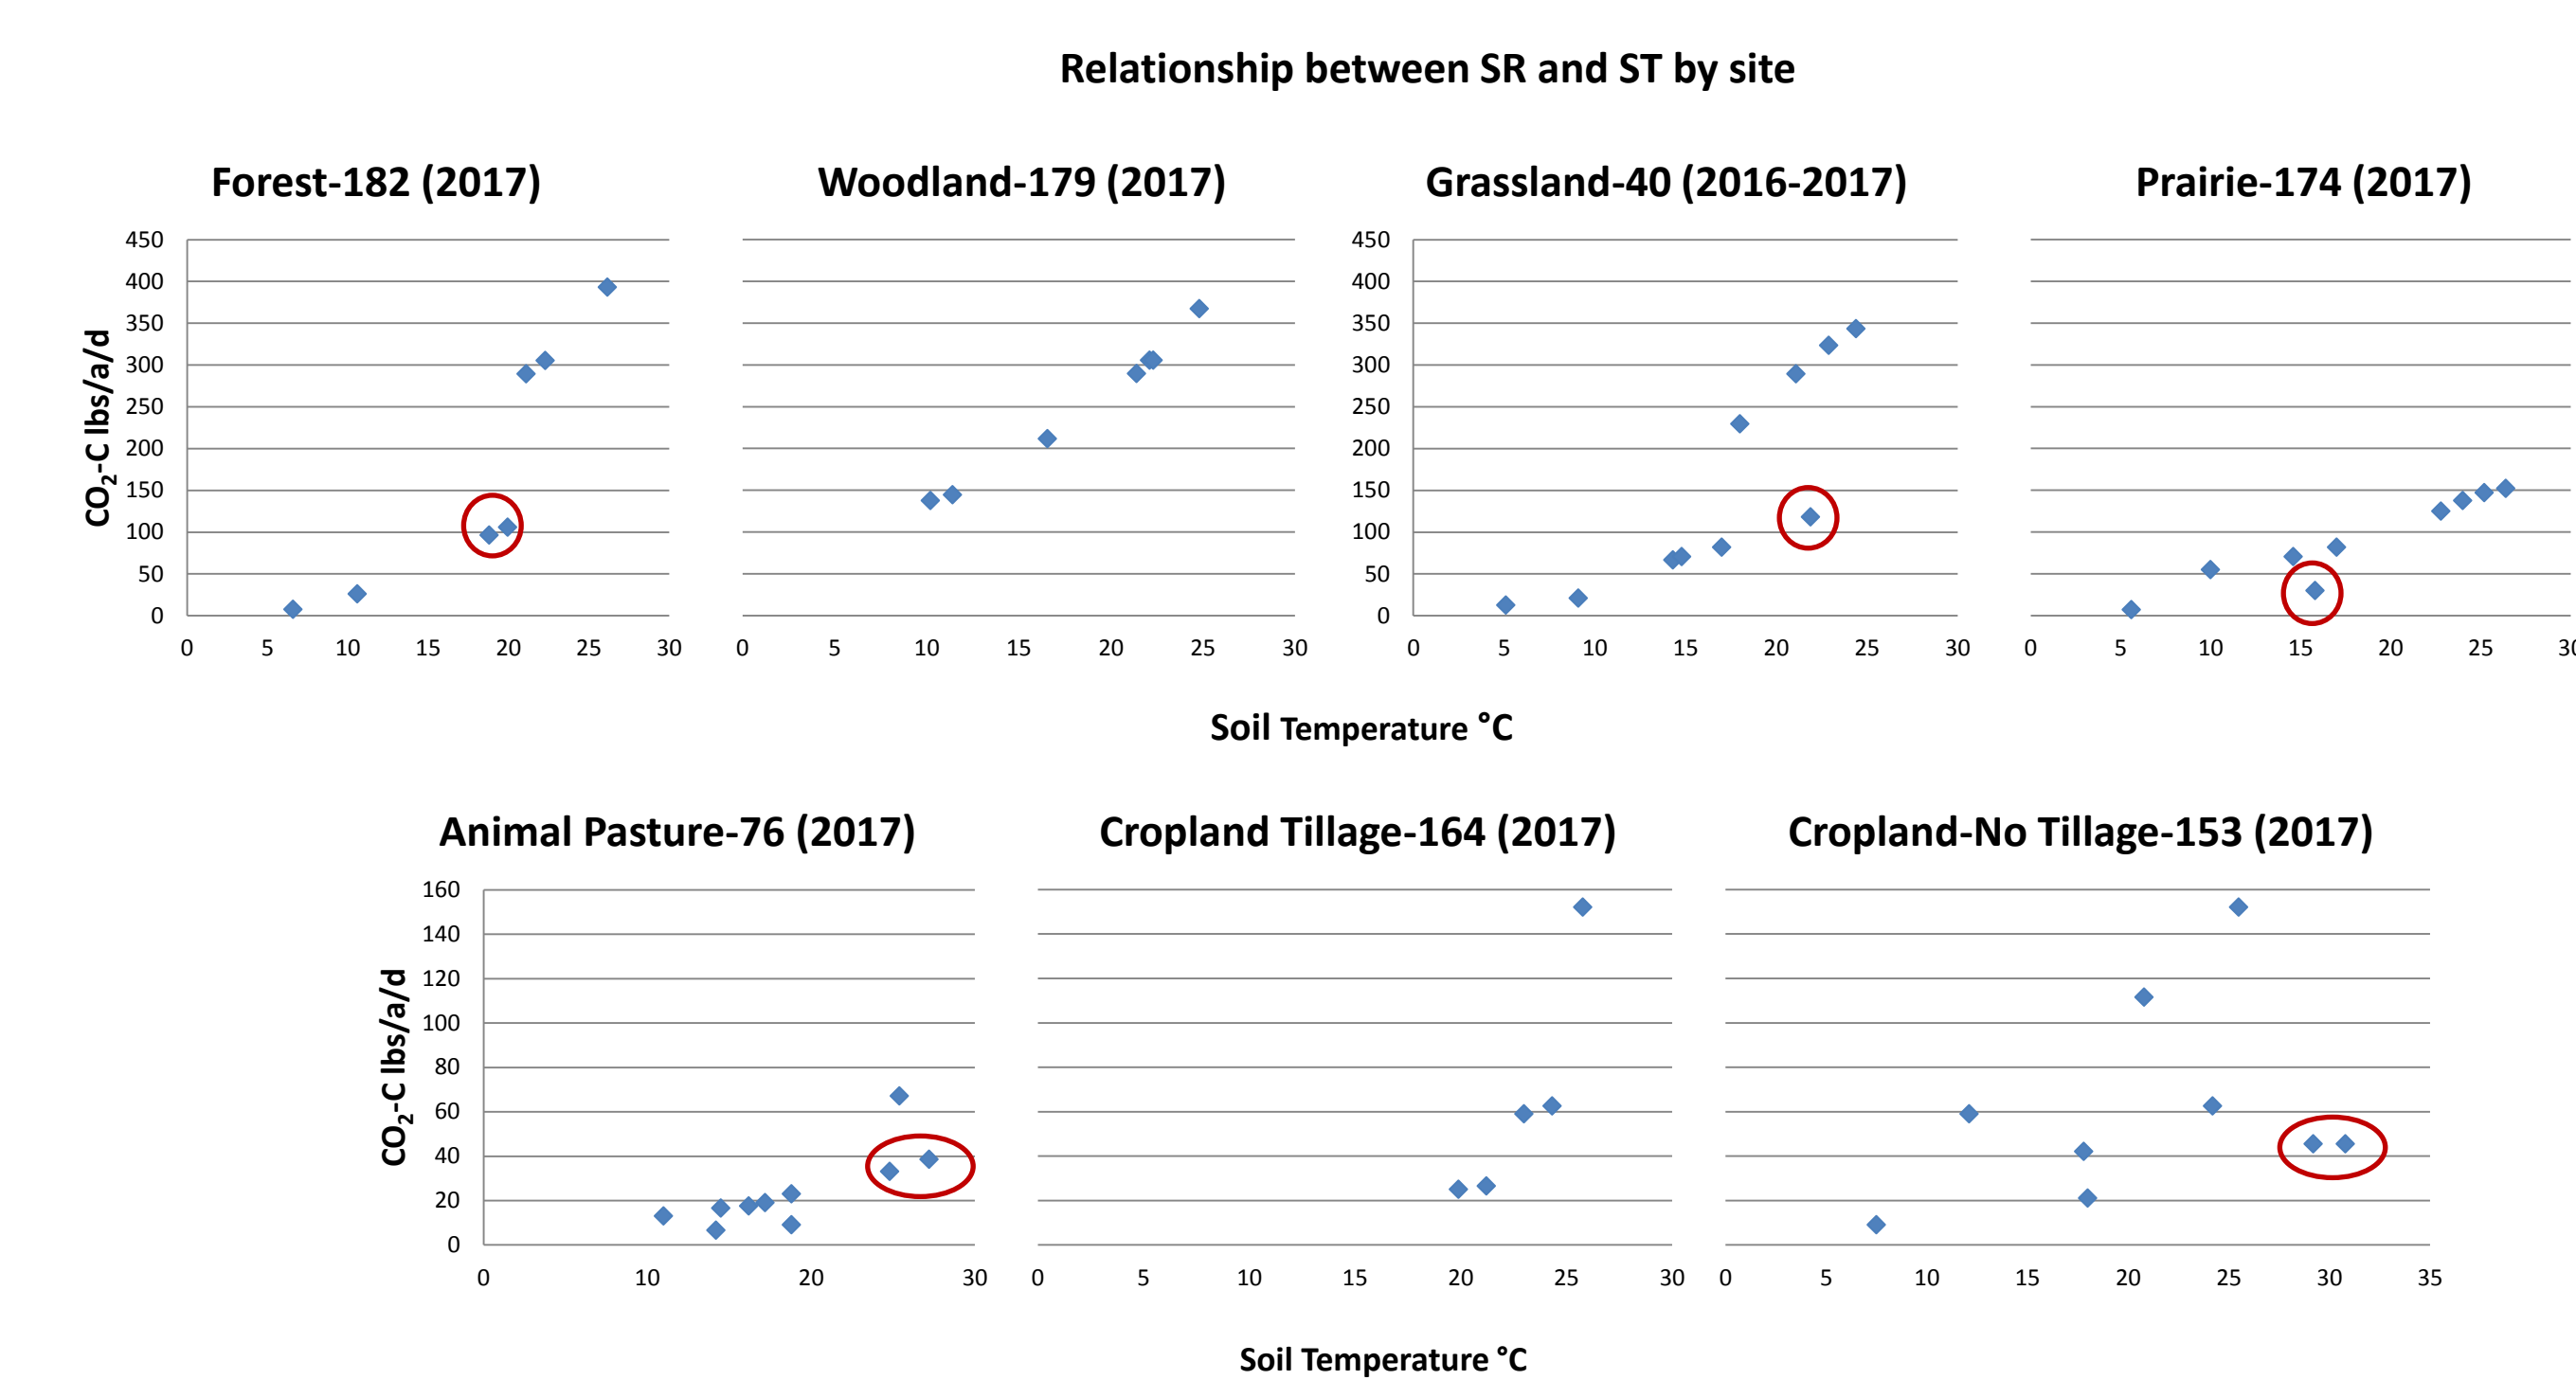 Relationship between SR and ST by site
Forest-182 (2017)
Woodland-179 (2017)
Grassland-40 (2016-2017)
Prairie-174 (2017)
CO₂-C lbs/a/d
450
400
350
300
250
200
150
100
50
0
450
400
350
300
250
200
150
100
50
0
0 5 10 15 20 25 30
0 5 10 15 20 25 30
0 5 10 15 20 25 30
0 5 10 15 20 25 30
Soil Temperature °C
Animal Pasture-76 (2017)
Cropland Tillage-164 (2017)
Cropland-No Tillage-153 (2017)
CO₂-C lbs/a/d
160
140
120
100
80
60
40
20
0
0 10 20 30
0 5 10 15 20 25 30
0 5 10 15 20 25 30 35
Soil Temperature °C